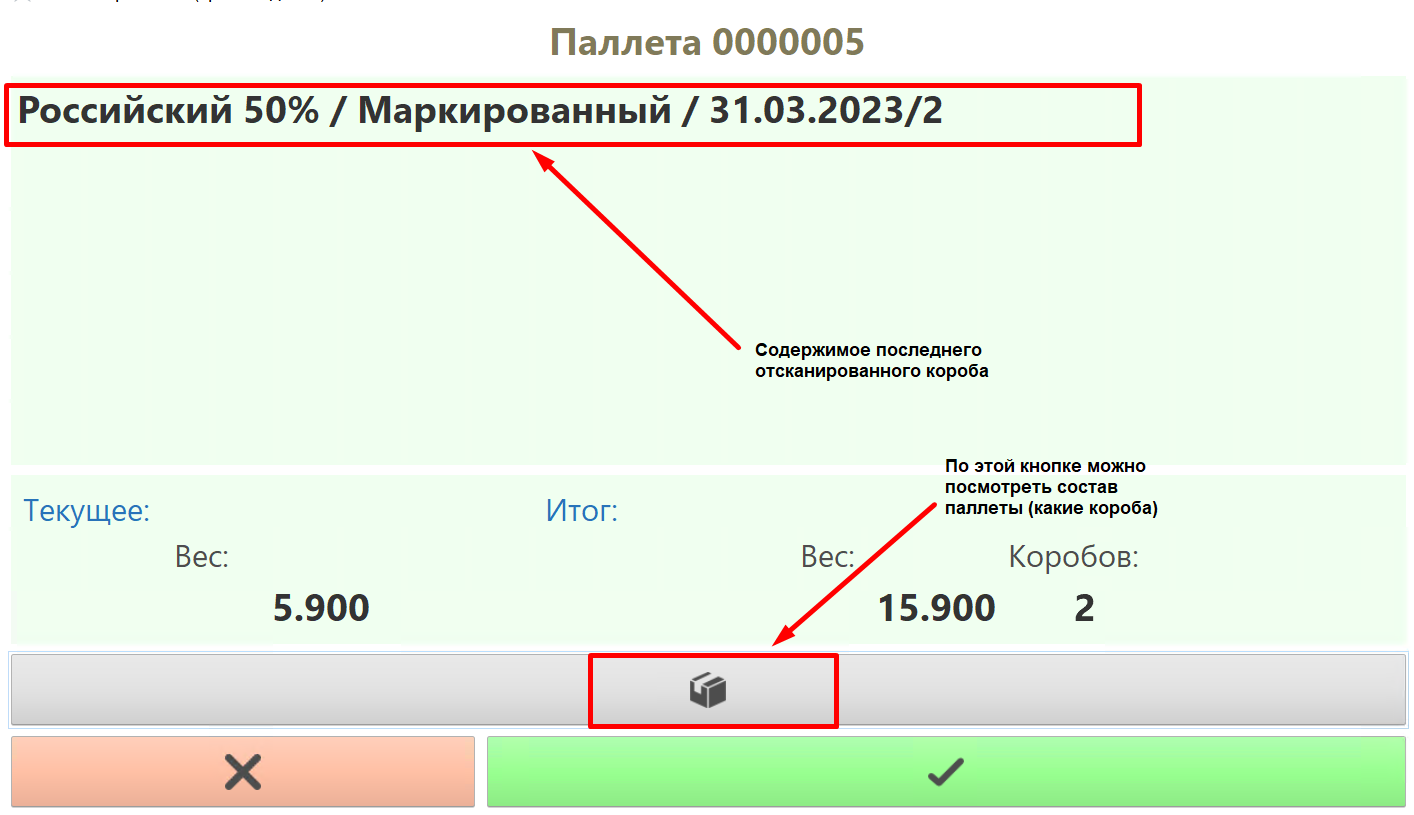 Паллета 0000005
Российский 50% / Маркированный / 31.03.2023/2
Содержимое последнего
отсканированного короба
По этой кнопке можно
посмотреть состав
паллеты (какие короба)
Текущее:
Итог:
Вес:
Вес:
Коробов:
5.900
15.900
2